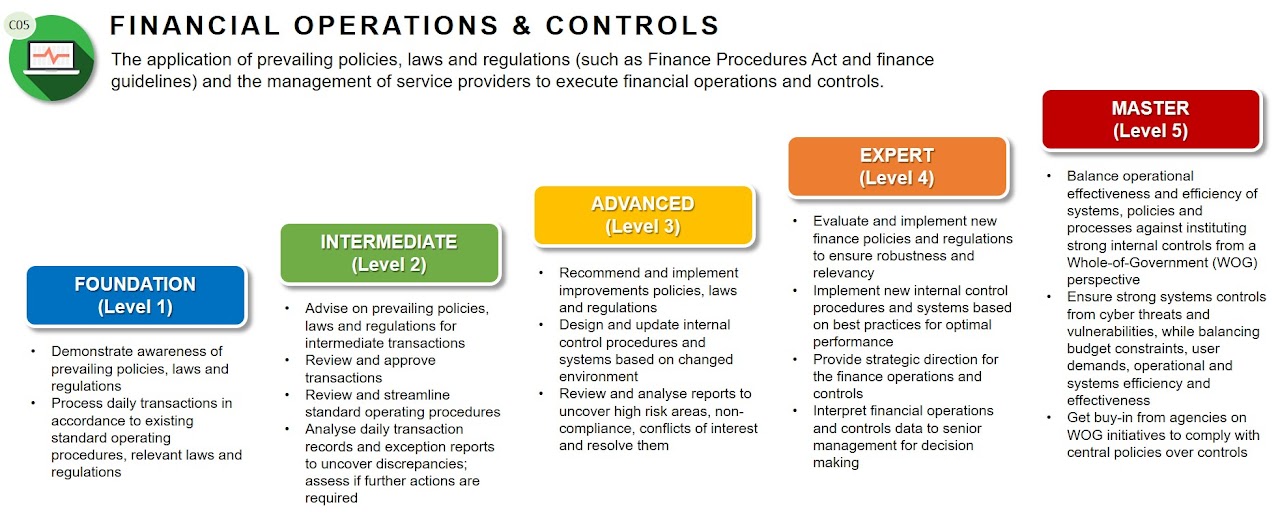 C05
FINANCIAL OPERATIONS & CONTROLS
The application of prevailing policies, laws and regulations (such as Finance Procedures Act and finance
guidelines) and the management of service providers to execute financial operations and controls.
FOUNDATION
(Level 1)
• Demonstrate awareness of
prevailing policies, laws and
regulations
• Process daily transactions in
accordance to existing
standard operating
procedures, relevant laws and
regulations
INTERMEDIATE
(Level 2)
• Advise on prevailing policies,
laws and regulations for
intermediate transactions
• Review and approve
transactions
• Review and streamline
standard operating procedures
• Analyse daily transaction
records and exception reports
to uncover discrepancies;
assess if further actions are
required
ADVANCED
(Level 3)
• Recommend and implement
improvements policies, laws
and regulations
• Design and update internal
control procedures and
systems based on changed
environment
• Review and analyse reports to
uncover high risk areas, non-
compliance, conflicts of interest
and resolve them
EXPERT
(Level 4)
• Evaluate and implement new
finance policies and regulations
to ensure robustness and
relevancy
• Implement new internal control
procedures and systems based
on best practices for optimal
performance
• Provide strategic direction for
the finance operations and
controls
• Interpret financial operations
and controls data to senior
management for decision
making
MASTER
(Level 5)
• Balance operational
effectiveness and efficiency of
systems, policies and
processes against instituting
strong internal controls from a
Whole-of-Government (WOG)
perspective
• Ensure strong systems controls
from cyber threats and
vulnerabilities, while balancing
budget constraints, user
demands, operational and
systems efficiency and
effectiveness
• Get buy-in from agencies on
WOG initiatives to comply with
central policies over controls